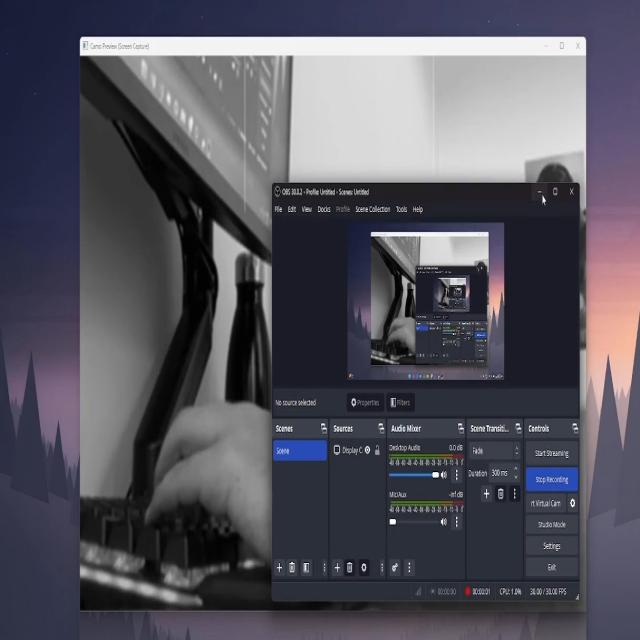 Camo Preview (Screen Capture)
OBS 30.0.2 - Profile: Untitled - Scenes: Untitled
File Edit View Docks Profile Scene Collection Tools Help
No source selected
Properties
Filters
Scenes
Scene
Sources
Display C
Audio Mixer
Desktop Audio 0.0 dB
Mic/Aux -inf dB
Scene Transiti...
Fade
Duration 300 ms
Controls
Start Streaming
Stop Recording
rt Virtual Cam
Studio Mode
Settings
Exit
00:00:00 00:00:01 CPU: 1.0% 30.00 / 30.00 FPS